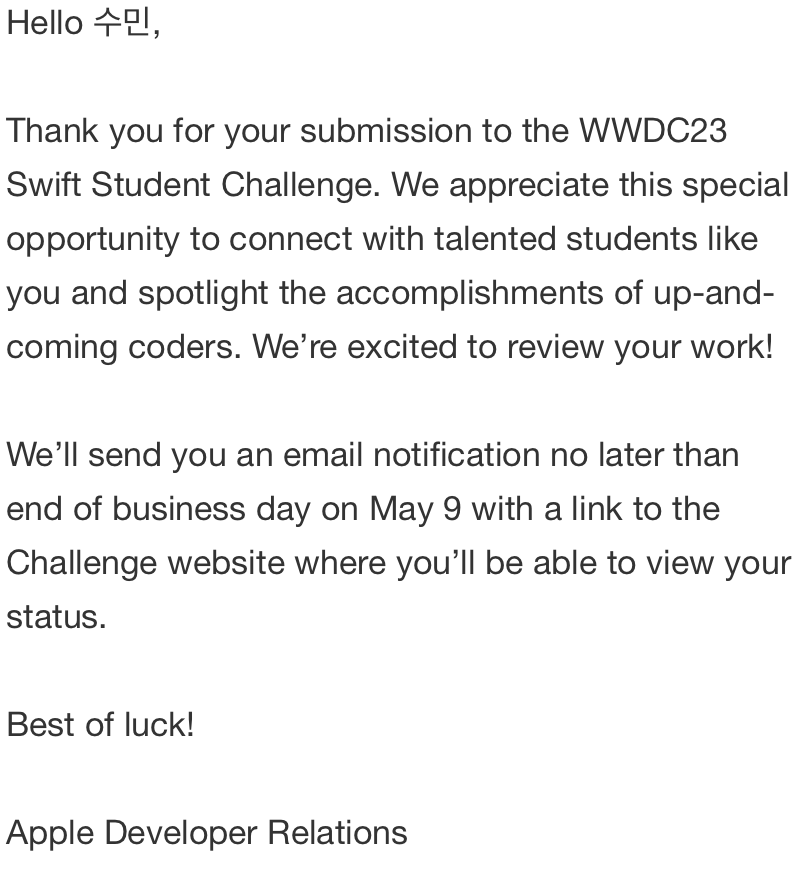 Hello 수민,
Thank you for your submission to the WWDC23
Swift Student Challenge. We appreciate this special
opportunity to connect with talented students like
you and spotlight the accomplishments of up-and-
coming coders. We’re excited to review your work!
We’ll send you an email notification no later than
end of business day on May 9 with a link to the
Challenge website where you’ll be able to view your
status.
Best of luck!
Apple Developer Relations